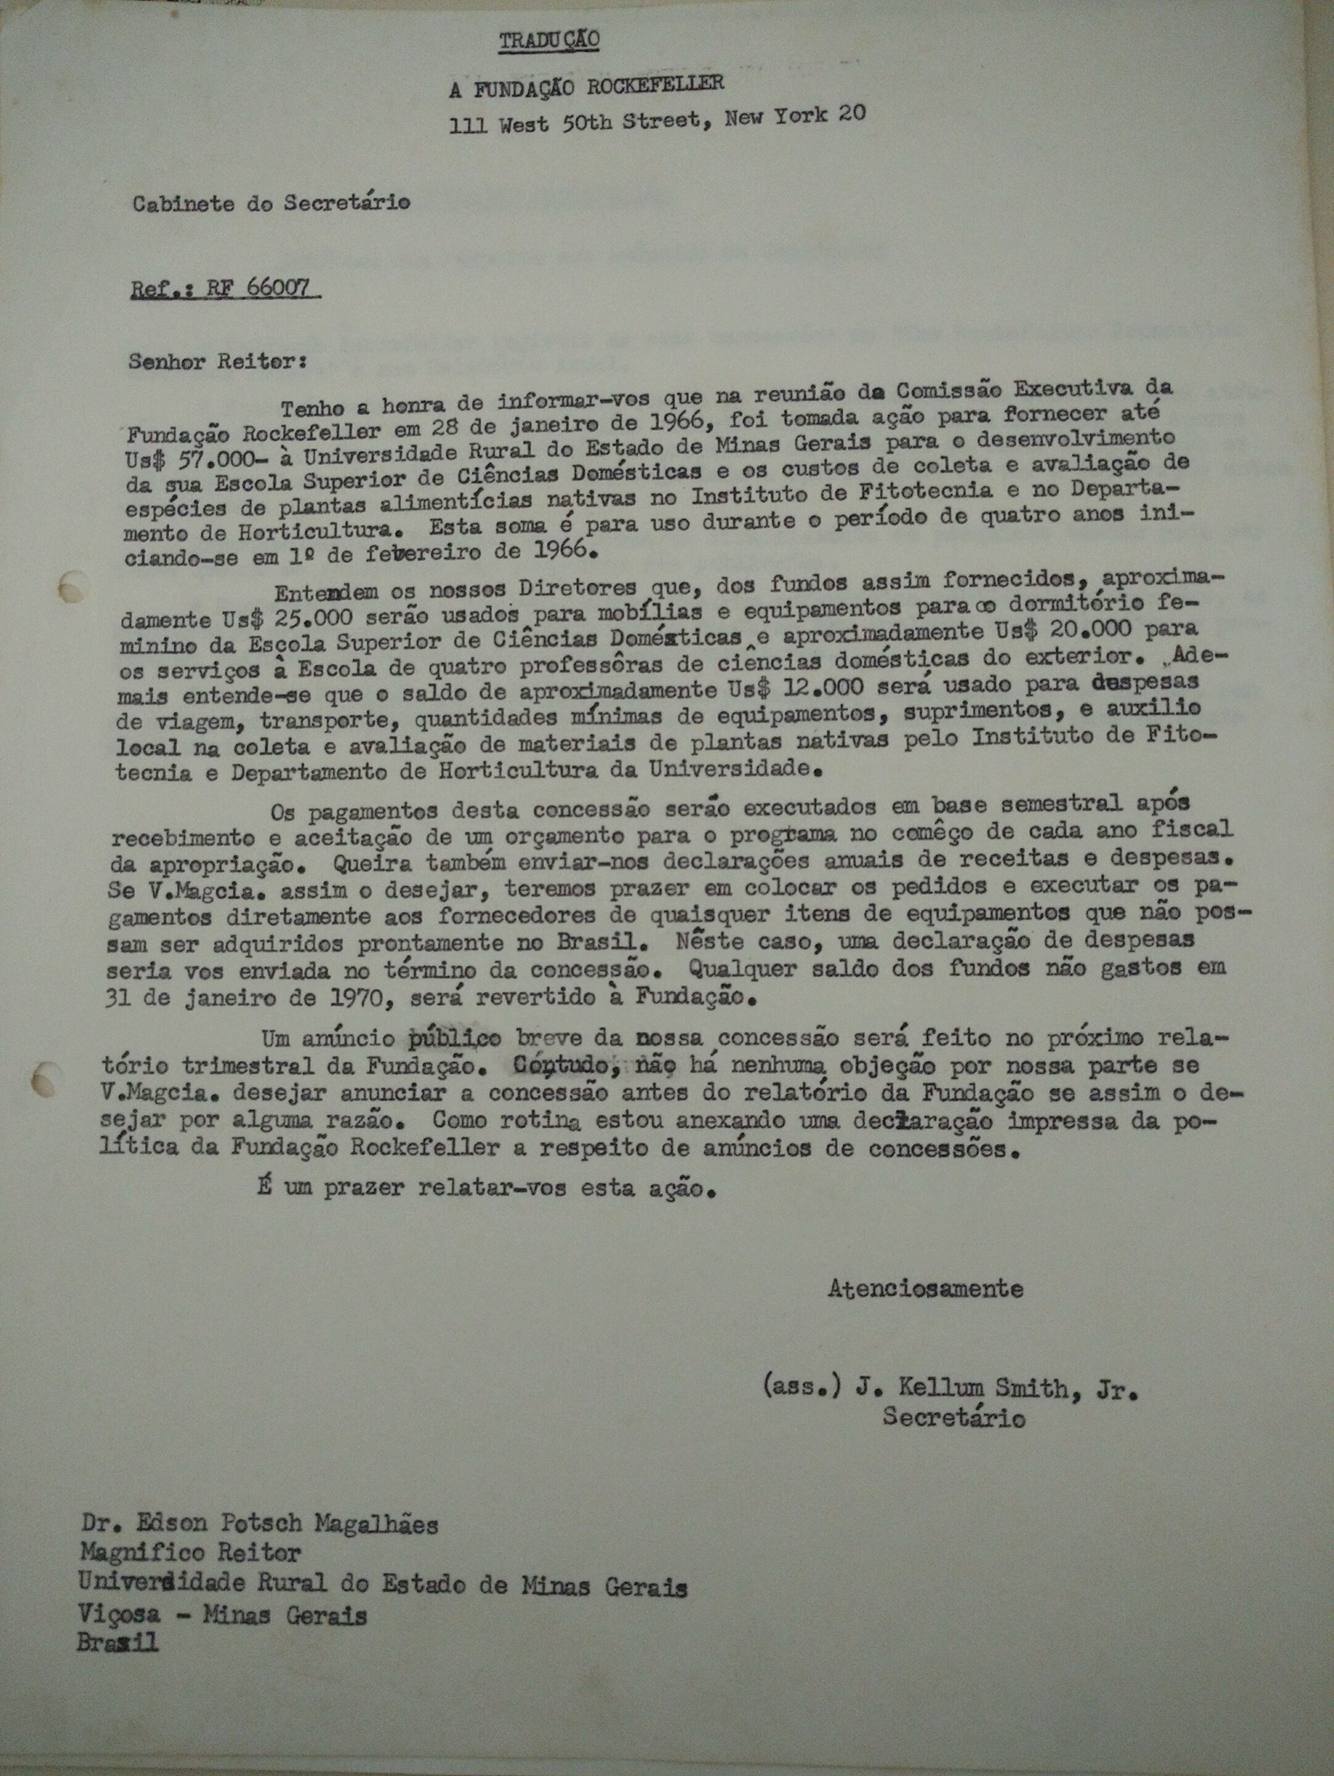 TRADUÇÃO
A FUNDAÇÃO ROCKEFELLER
111 West 50th Street, New York 20
Cabinete do Secretário
Ref.: RF 66007
Senhor Reitor:
Tenho a honra de informar-vos que na reunião da Comissão Executiva da
Fundação Rockefeller em 28 de janeiro de 1966, foi tomada ação para fornecer até
Us$ 57.000- à Universidade Rural do Estado de Minas Gerais para o desenvolvimento
da sua Escola Superior de Ciências Domésticas e os custos de coleta e avaliação de
espécies de plantas alimentícias nativas no Instituto de Fitotecnia e no Departa-
mento de Horticultura. Esta soma é para uso durante o período de quatro anos ini-
ciando-se em 1º de fevereiro de 1966.
Entendem os nossos Diretores que, dos fundos assim fornecidos, aproxima-
damente Us$ 25.000 serão usados para mobílias e equipamentos para o dormitório fe-
minino da Escola Superior de Ciências Domésticas e aproximadamente Us$ 20.000 para
os serviços à Escola de quatro professôras de ciências domésticas do exterior. Ade-
mais entende-se que o saldo de aproximadamente Us$ 12.000 será usado para despesas
de viagem, transporte, quantidades mínimas de equipamentos, suprimentos, e auxilio
local na coleta e avaliação de materiais de plantas nativas pelo Instituto de Fito-
tecnia e Departamento de Horticultura da Universidade.
Os pagamentos desta concessão serão executados em base semestral após
recebimento e aceitação de um orçamento para o programa no comêço de cada ano fiscal
da apropriação. Queira também enviar-nos declarações anuais de receitas e despesas.
Se V.Magcia. assim o desejar, teremos prazer em colocar os pedidos e executar os pa-
gamentos diretamente aos fornecedores de quaisquer itens de equipamentos que não pos-
sam ser adquiridos prontamente no Brasil. Nêste caso, uma declaração de despesas
seria vos enviada no término da concessão. Qualquer saldo dos fundos não gastos em
31 de janeiro de 1970, será revertido à Fundação.
Um anúncio público breve da nossa concessão será feito no próximo rela-
tório trimestral da Fundação. Contudo, não há nenhuma objeção por nossa parte se
V.Magcia. desejar anunciar a concessão antes do relatório da Fundação se assim o de-
sejar por alguma razão. Como rotina estou anexando uma declaração impressa da po-
lítica da Fundação Rockefeller a respeito de anúncios de concessões.
É um prazer relatar-vos esta ação.
Atenciosamente
(ass.) J. Kellum Smith, Jr.
Secretário
Dr. Edson Potsch Magalhães
Magnifico Reitor
Universidade Rural do Estado de Minas Gerais
Viçosa - Minas Gerais
Brasil